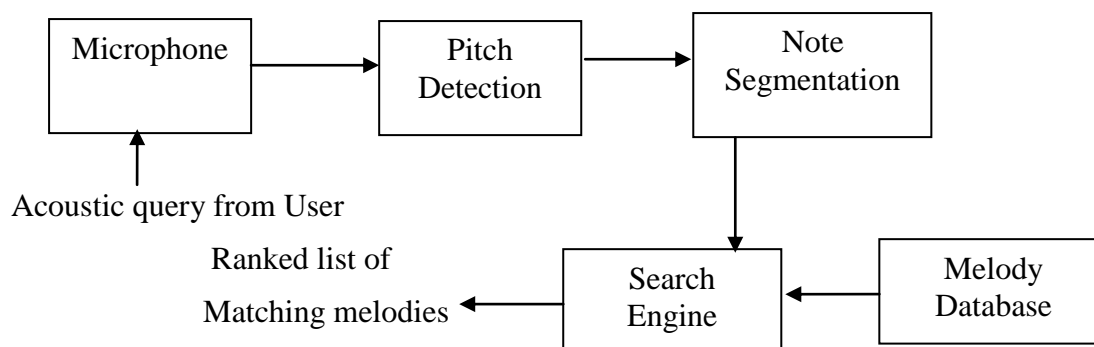 Microphone
Pitch
Detection
Note
Segmentation
Acoustic query from User
Ranked list of
Matching melodies
Search
Engine
Melody
Database